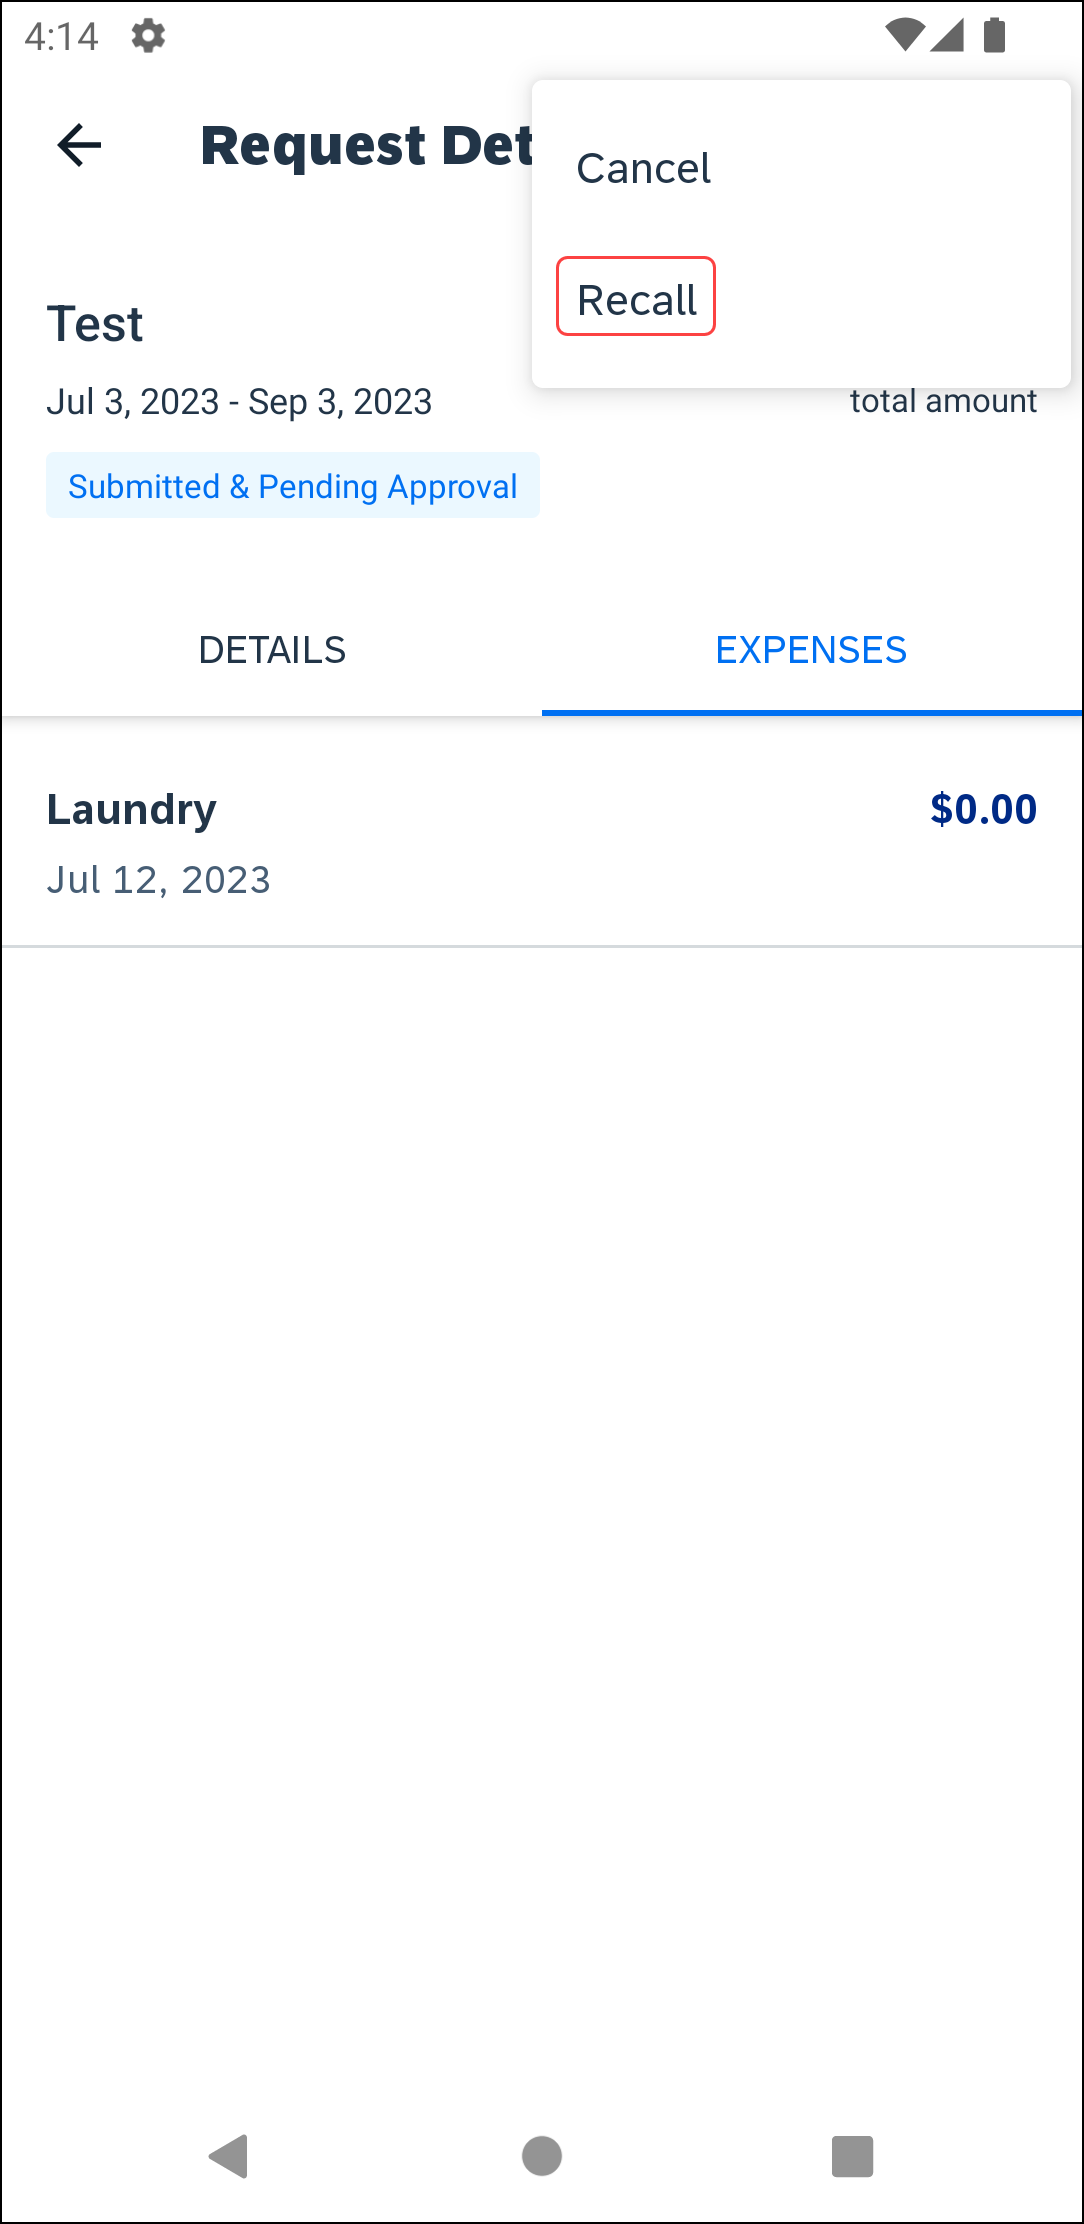 4:14
Request Det
Cancel
Recall
Test
Jul 3, 2023 - Sep 3, 2023
total amount
Submitted & Pending Approval
DETAILS
EXPENSES
Laundry
$0.00
Jul 12, 2023